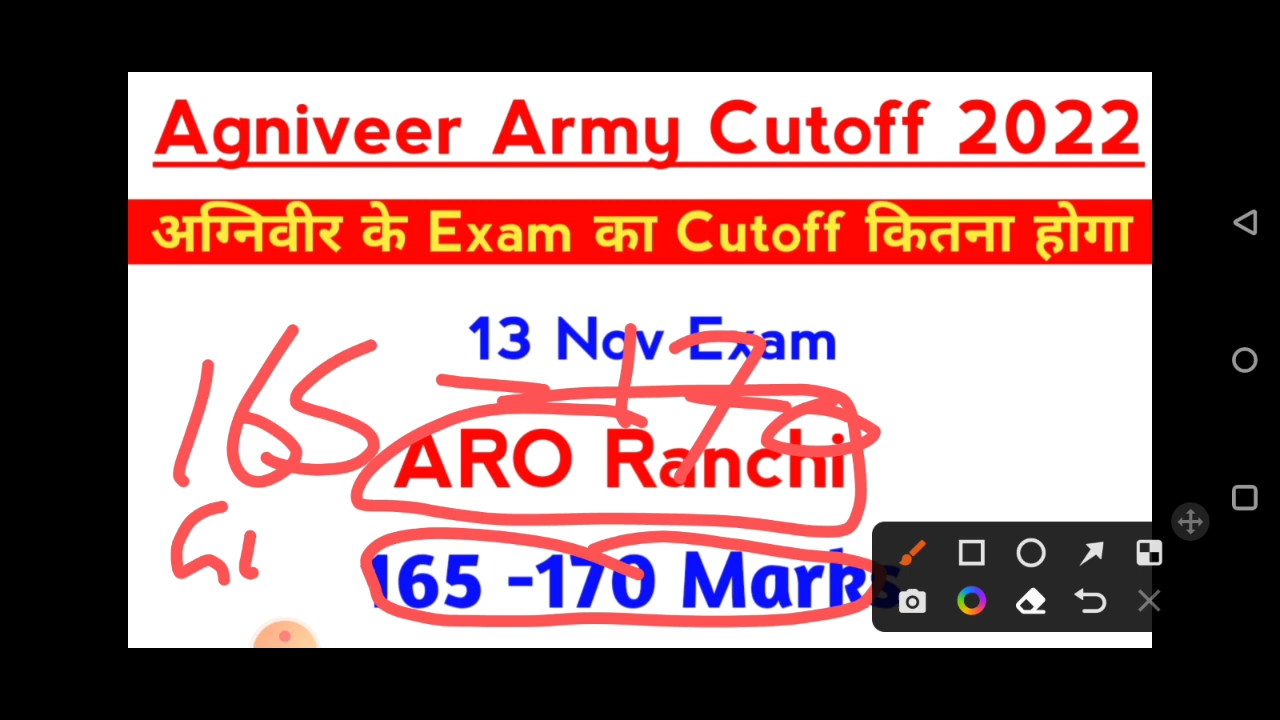 Agniveer Army Cutoff 2022
अग्निवीर के Exam का Cutoff कितना होगा
13 Nov Exam
165 - 170
ARO Ranchi
165 -170 Marks